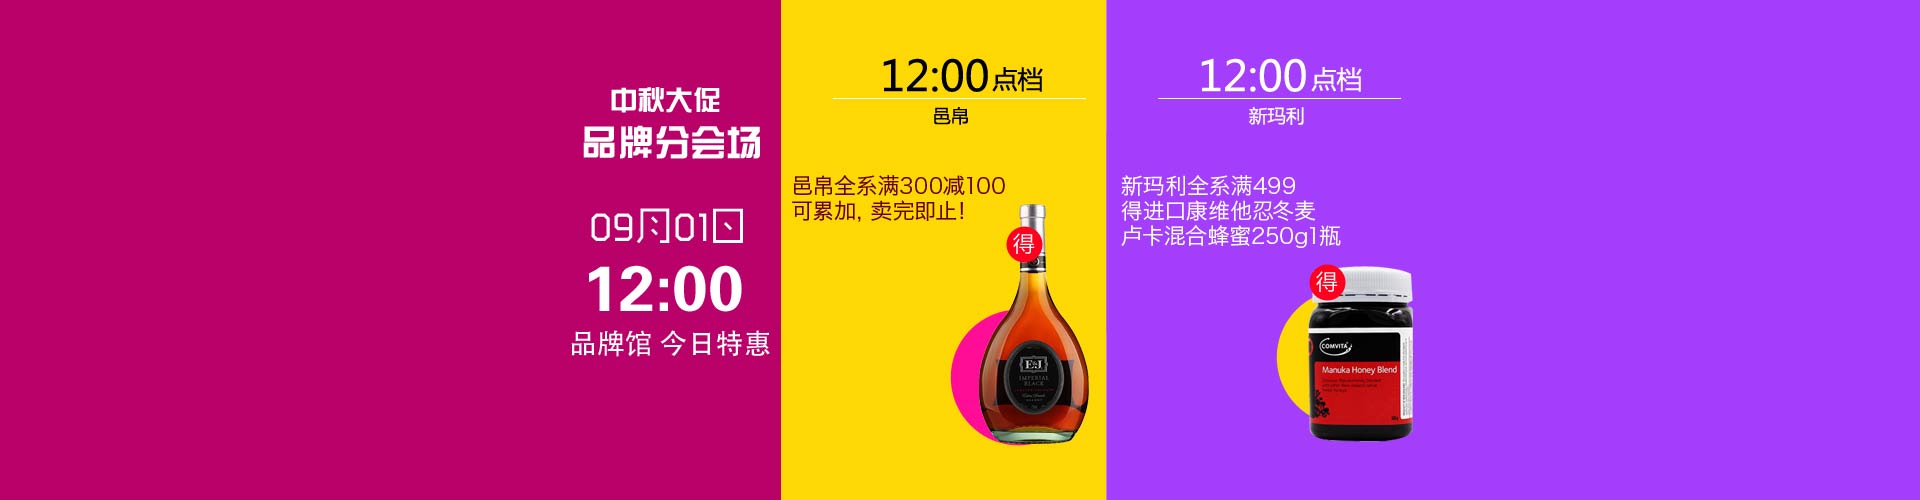 中秋大促
品牌分会场
09月01日
12:00
品牌馆 今日特惠
12:00点档
邑帛
邑帛全系满300减100
可累加, 卖完即止!
得
E&J
IMPERIAL
BLACK
12:00点档
新玛利
新玛利全系满499
得进口康维他忍冬麦
卢卡混合蜂蜜250g1瓶
得
COMVITA
Manuka Honey Blend